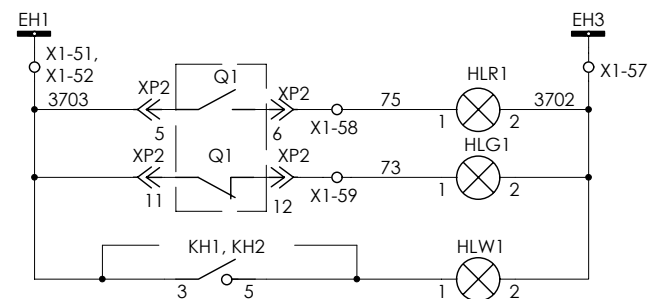 EH1 EH3
X1-51,
X1-52
X1-57
Q1 HLR1
XP2 XP2
3703 75 3702
5 6 X1-58 1 2
Q1 HLG1
XP2 XP2
73
11 12 X1-59 1 2
KH1, KH2 HLW1
3 5 1 2